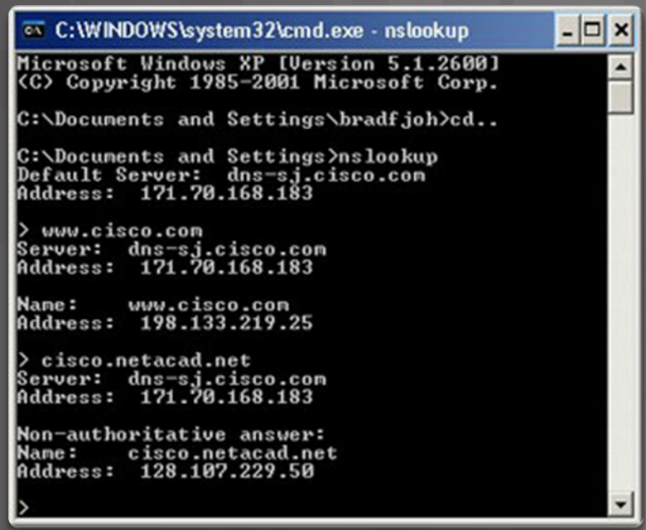 C:\WINDOWS\system32\cmd.exe - nslookup
Microsoft Windows XP [Version 5.1.2600]
(C) Copyright 1985-2001 Microsoft Corp.
C:\Documents and Settings\bradfjoh>cd..
C:\Documents and Settings>nslookup
Default Server:  dns-sj.cisco.com
Address:  171.70.168.183
> www.cisco.com
Server:  dns-sj.cisco.com
Address:  171.70.168.183
Name:    www.cisco.com
Address:  198.133.219.25
> cisco.netacad.net
Server:  dns-sj.cisco.com
Address:  171.70.168.183
Non-authoritative answer:
Name:    cisco.netacad.net
Address:  128.107.229.50
>